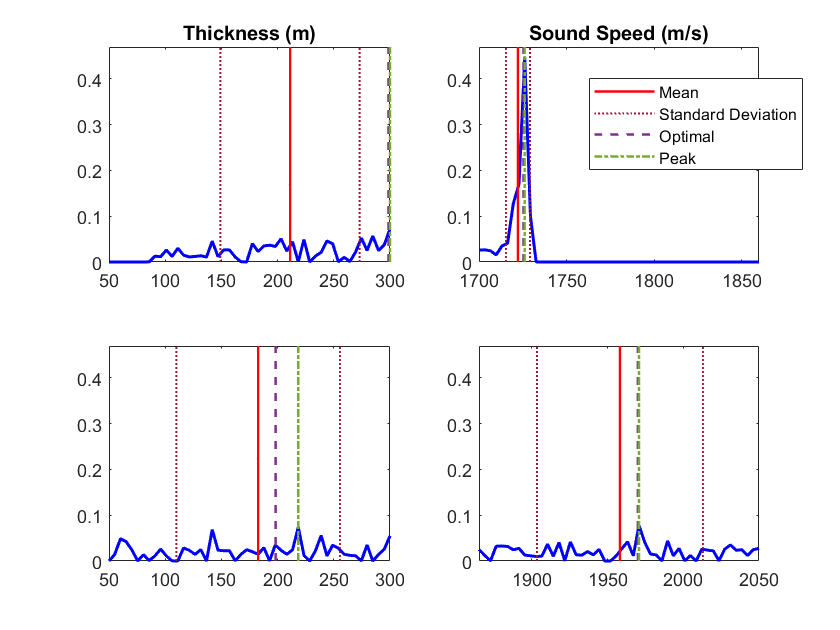 Thickness (m)
Sound Speed (m/s)
0.4
0.3
0.2
0.1
0
50 100 150 200 250 300
0.4
0.3
0.2
0.1
0
1700 1750 1800 1850
Mean
Standard Deviation
Optimal
Peak
0.4
0.3
0.2
0.1
0
50 100 150 200 250 300
0.4
0.3
0.2
0.1
0
1900 1950 2000 2050